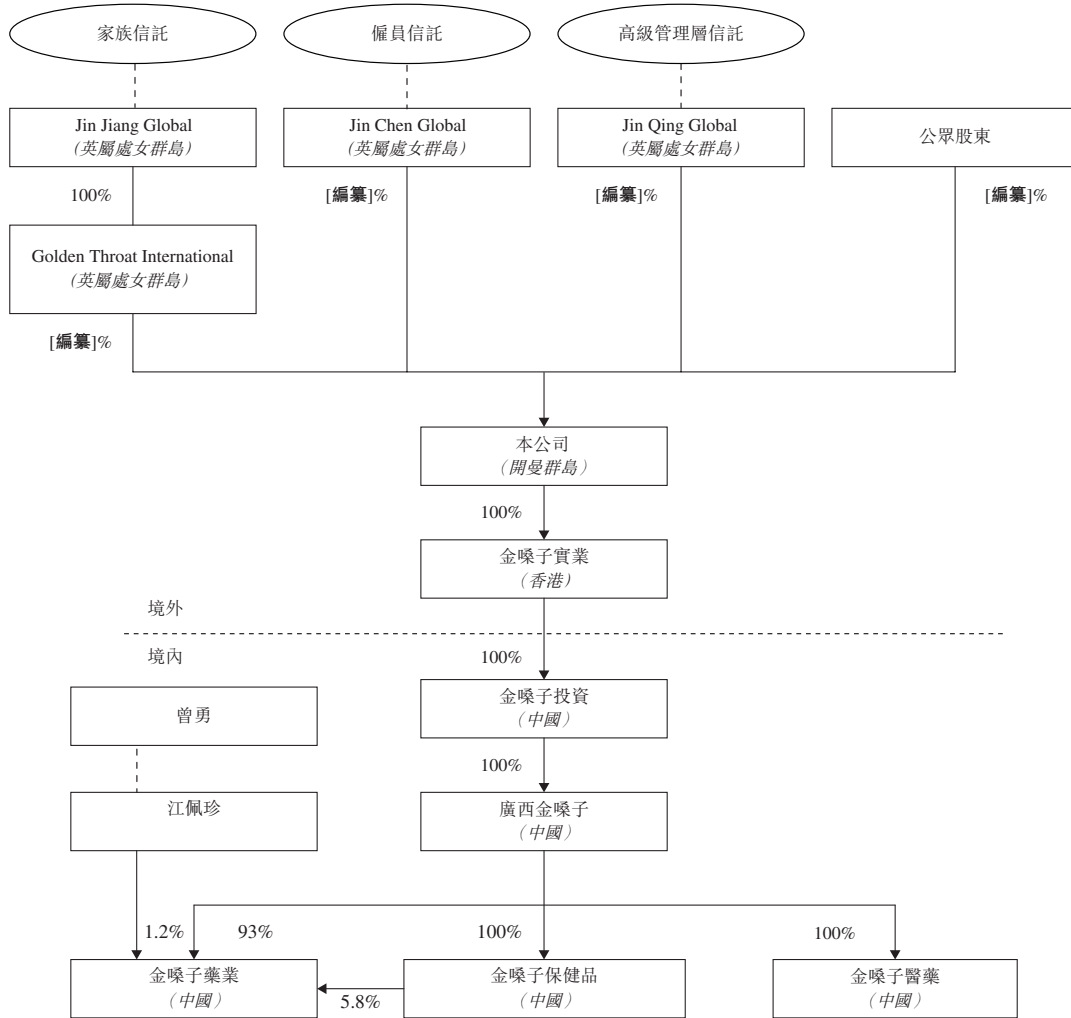 家族信託
僱員信託
高級管理層信託
Jin Jiang Global
(英屬處女群島)
Jin Chen Global
(英屬處女群島)
Jin Qing Global
(英屬處女群島)
公眾股東
100%
[編纂]%
[編纂]%
[編纂]%
Golden Throat International
(英屬處女群島)
[編纂]%
本公司
(開曼群島)
100%
金嗓子實業
(香港)
境外
境內
100%
金嗓子投資
(中國)
曾勇
100%
江佩珍
廣西金嗓子
(中國)
1.2%
93%
100%
100%
金嗓子藥業
(中國)
5.8%
金嗓子保健品
(中國)
金嗓子醫藥
(中國)